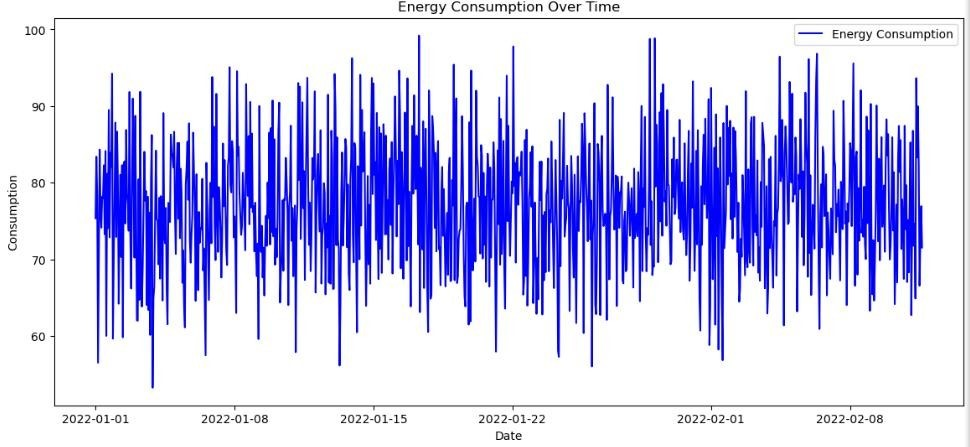 Energy Consumption Over Time
Energy Consumption
100
90
80
70
60
Consumption
2022-01-01 2022-01-08 2022-01-15 2022-01-22 2022-02-01 2022-02-08
Date